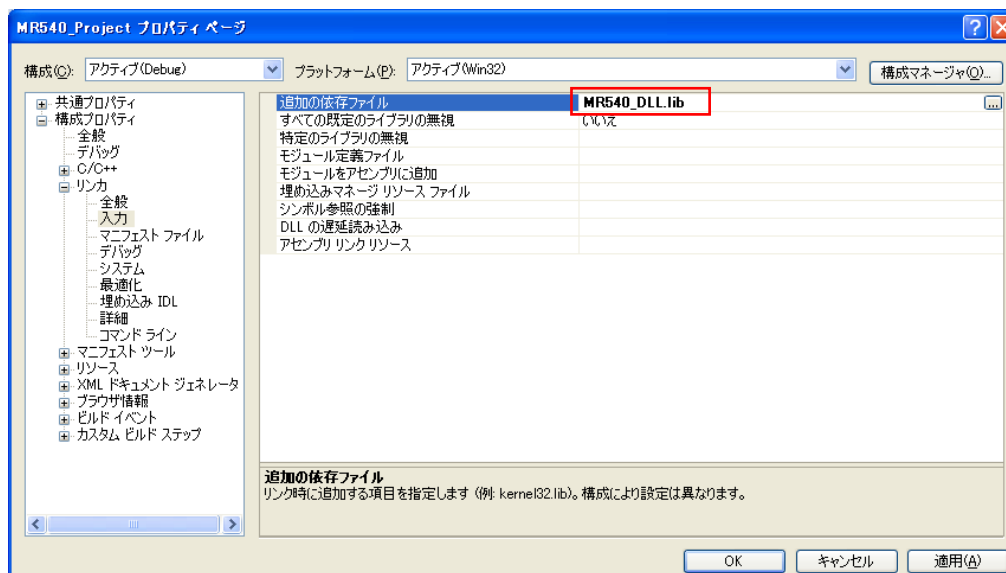 MR540_Project プロパティ ページ
構成(C): アクティブ(Debug) プラットフォーム(P): アクティブ(Win32) 構成マネージャ(O)...
共通プロパティ
構成プロパティ
全般
デバッグ
C/C++
リンカ
全般
入力
マニフェスト ファイル
デバッグ
システム
最適化
埋め込み IDL
詳細
コマンド ライン
マニフェスト ツール
リソース
XML ドキュメント ジェネレータ
ブラウザ情報
ビルド イベント
カスタム ビルド ステップ
追加の依存ファイル MR540_DLL.lib ...
すべての既定のライブラリの無視 いいえ
特定のライブラリの無視
モジュール定義ファイル
モジュールをアセンブリに追加
埋め込みマネージ リソース ファイル
シンボル参照の強制
DLL の遅延読み込み
アセンブリ リンク リソース
追加の依存ファイル
リンク時に追加する項目を指定します (例: kernel32.lib)。構成により設定は異なります。
OK キャンセル 適用(A)